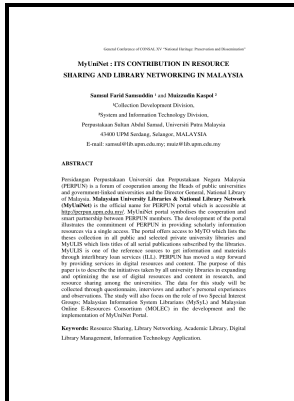 General Conference of CONSAL XIV "National Heritage: Preservation and Dissemination"
MyUniNet : ITS CONTRIBUTION IN RESOURCE
SHARING AND LIBRARY NETWORKING IN MALAYSIA
Samsul Farid Samsuddin ¹ and Muizzudin Kaspol ²
¹Collection Development Division,
²System and Information Technology Division,
Perpustakaan Sultan Abdul Samad, Universiti Putra Malaysia
43400 UPM Serdang, Selangor, MALAYSIA
E-mail: samsul@lib.upm.edu.my; muiz@lib.upm.edu.my
ABSTRACT
Persidangan Perpustakaan Universiti dan Perpustakaan Negara Malaysia
(PERPUN) is a forum of cooperation among the Heads of public universities
and government-linked universities and the Director General, National Library
of Malaysia. Malaysian University Libraries & National Library Network
(MyUniNet) is the official name for PERPUN portal which is accessible at
http://perpun.upm.edu.my/. MyUniNet portal symbolises the cooperation and
smart partnership between PERPUN members. The development of the portal
illustrates the commitment of PERPUN in providing scholarly information
resources via a single access. The portal offers access to MyTO which lists the
theses collection in all public and selected private university libraries and
MyULIS which lists titles of all serial publications subscribed by the libraries.
MyULIS is one of the reference sources to get information and materials
through interlibrary loan services (ILL). PERPUN has moved a step forward
by providing services in digital resources and content. The purpose of this
paper is to describe the initiatives taken by all university libraries in expanding
and optimizing the use of digital resources and content in research, and
resource sharing among the universities. The data for this study will be
collected through questionnaire, interviews and author's personal experiences
and observations. The study will also focus on the role of two Special Interest
Groups; Malaysian Information System Librarians (MySyL) and Malaysian
Online E-Resources Consortium (MOLEC) in the development and the
implementation of MyUniNet Portal.
Keywords: Resource Sharing, Library Networking, Academic Library, Digital
Library Management, Information Technology Application.